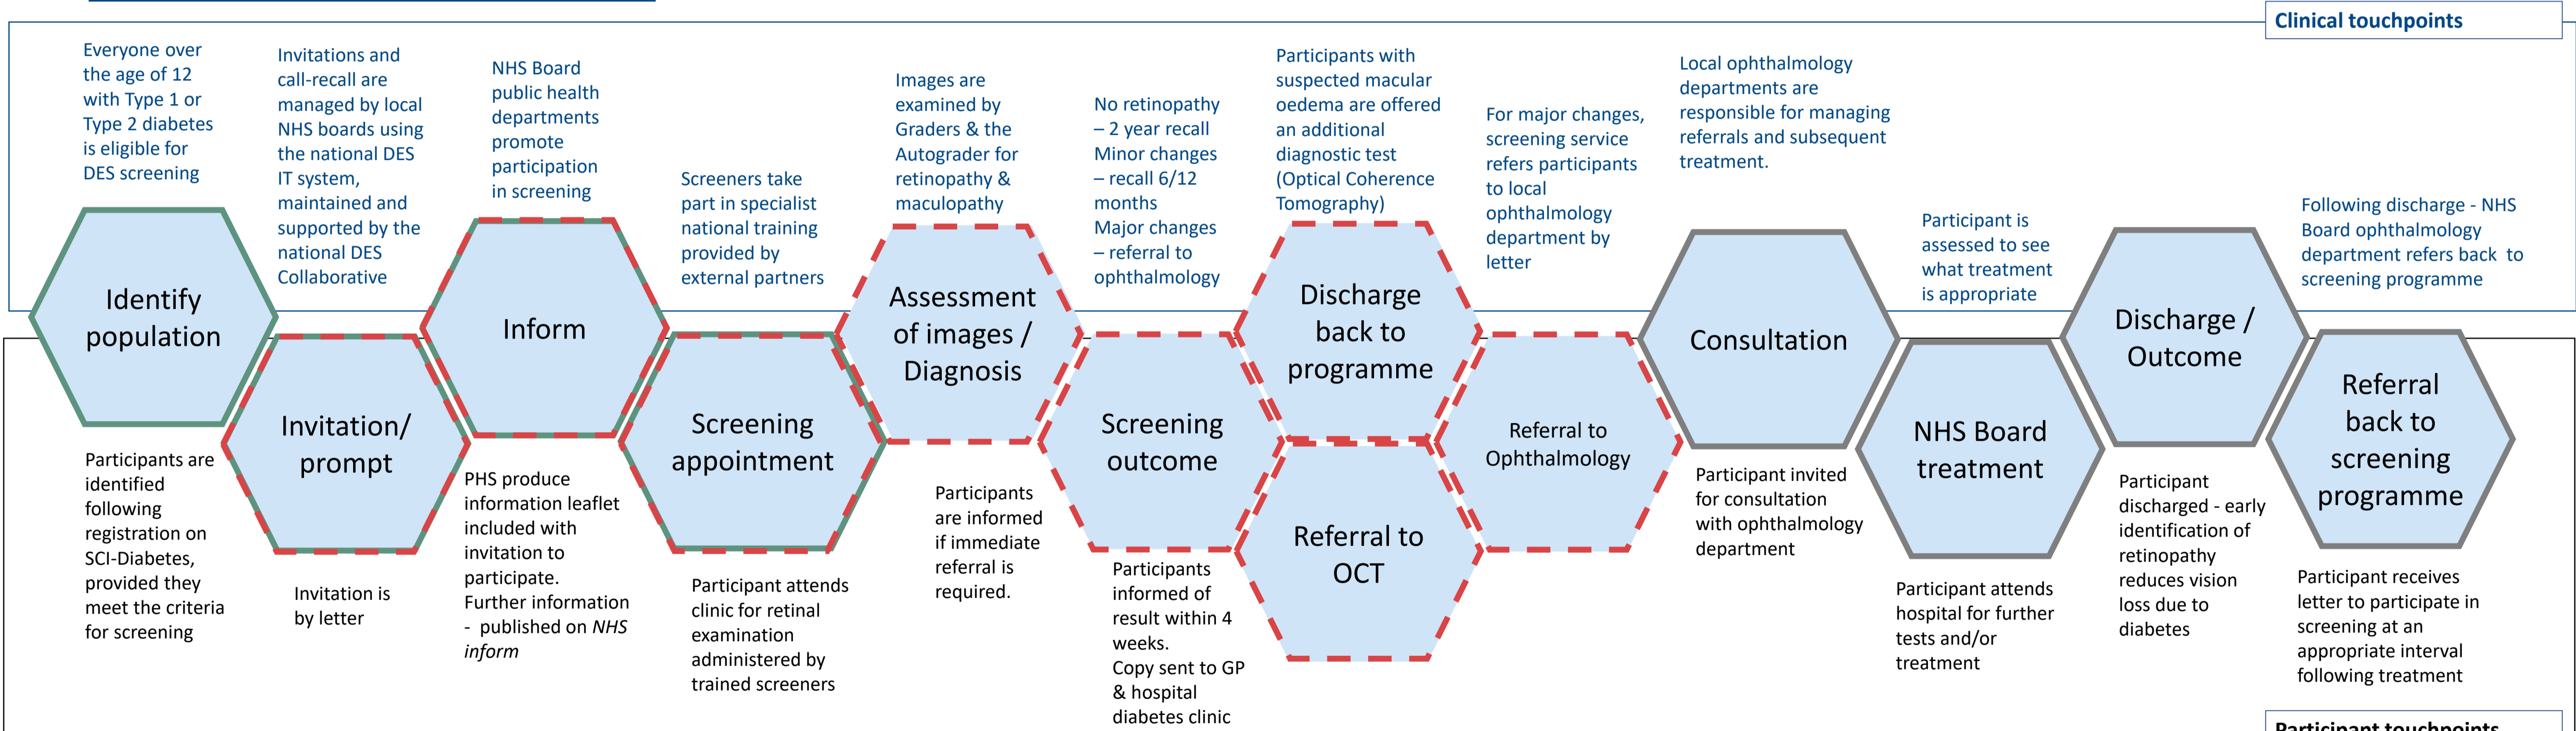 Clinical touchpoints
Everyone over
the age of 12
with Type 1 or
Type 2 diabetes
is eligible for
DES screening
Invitations and
call-recall are
managed by local
NHS boards using
the national DES
IT system,
maintained and
supported by the
national DES
Collaborative
NHS Board
public health
departments
promote
participation
in screening
Screeners take
part in specialist
national training
provided by
external partners
Images are
examined by
Graders & the
Autograder for
retinopathy &
maculopathy
No retinopathy
– 2 year recall
Minor changes
– recall 6/12
months
Major changes
– referral to
ophthalmology
Participants with
suspected macular
oedema are offered
an additional
diagnostic test
(Optical Coherence
Tomography)
For major changes,
screening service
refers participants
to local
ophthalmology
department by
letter
Local ophthalmology
departments are
responsible for managing
referrals and subsequent
treatment.
Participant is
assessed to see
what treatment
is appropriate
Following discharge - NHS
Board ophthalmology
department refers back to
screening programme
Identify
population
Invitation/
prompt
Inform
Screening
appointment
Assessment
of images /
Diagnosis
Screening
outcome
Discharge
back to
programme
Referral to
OCT
Referral to
Ophthalmology
Consultation
NHS Board
treatment
Discharge /
Outcome
Referral
back to
screening
programme
Participants are
identified
following
registration on
SCI-Diabetes,
provided they
meet the criteria
for screening
Invitation is
by letter
PHS produce
information leaflet
included with
invitation to
participate.
Further information
- published on NHS
inform
Participant attends
clinic for retinal
examination
administered by
trained screeners
Participants
are informed
if immediate
referral is
required.
Participants
informed of
result within 4
weeks.
Copy sent to GP
& hospital
diabetes clinic
Participant invited
for consultation
with ophthalmology
department
Participant attends
hospital for further
tests and/or
treatment
Participant
discharged - early
identification of
retinopathy
reduces vision
loss due to
diabetes
Participant receives
letter to participate in
screening at an
appropriate interval
following treatment
Participant touchpoints